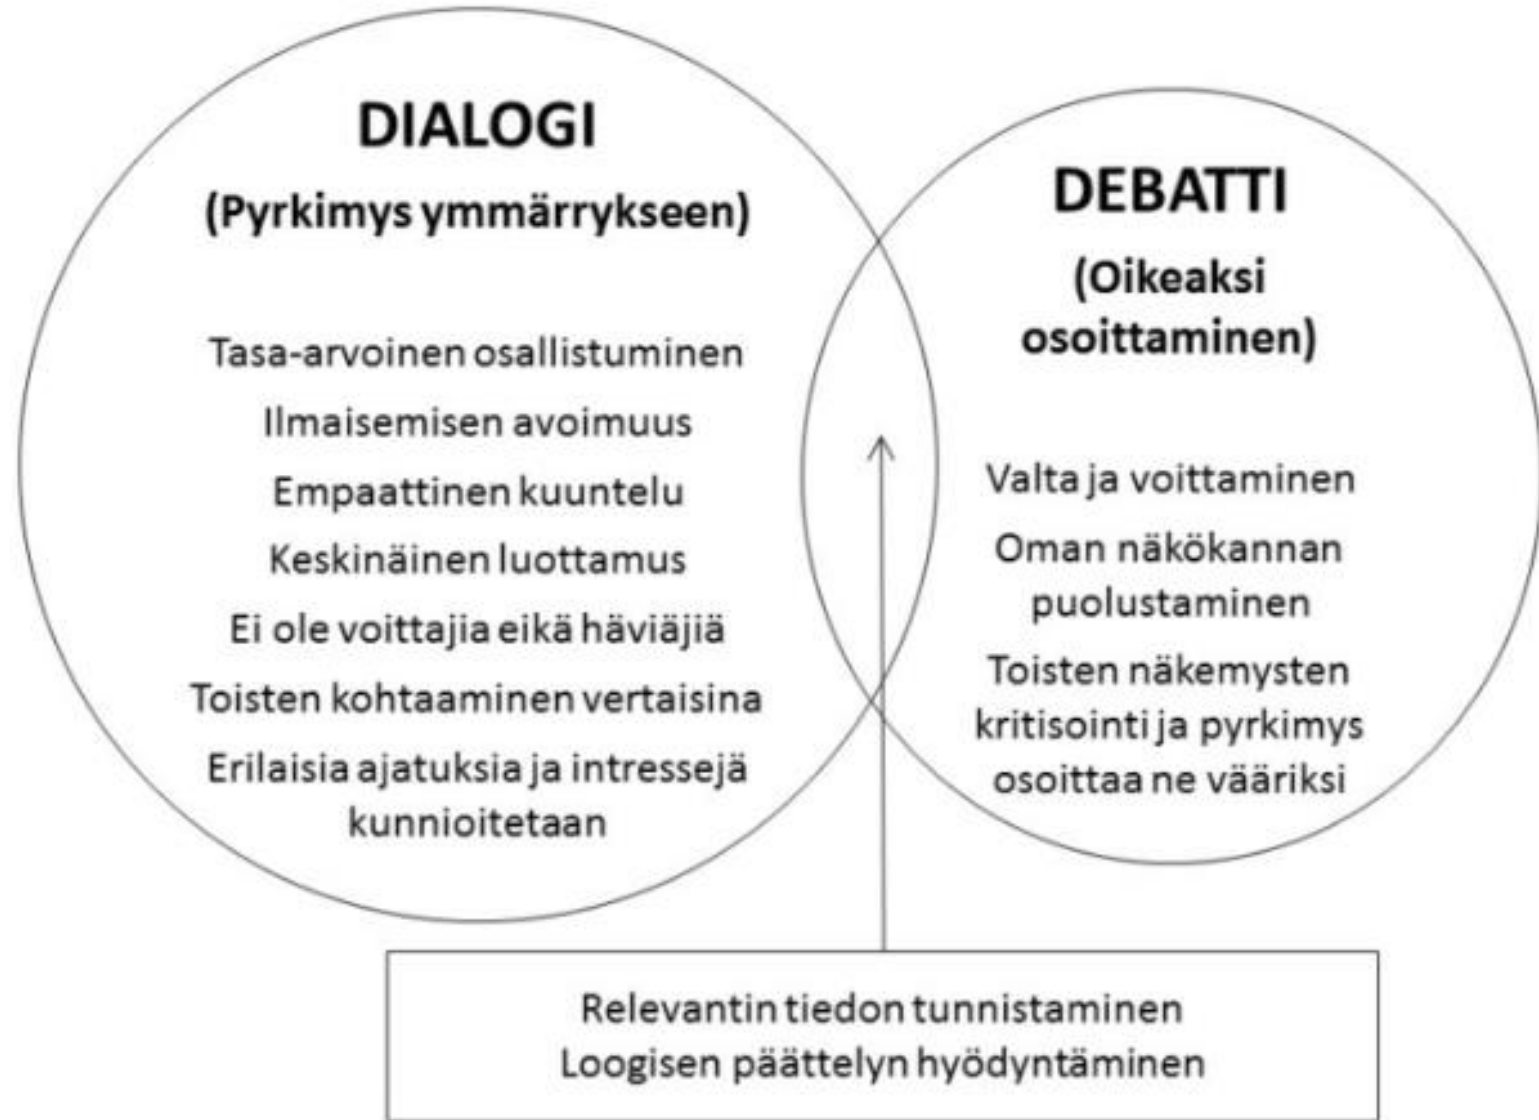 DIALOGI
(Pyrkimys ymmärrykseen)
Tasa-arvoinen osallistuminen
Ilmaisemisen avoimuus
Empaattinen kuuntelu
Keskinäinen luottamus
Ei ole voittajia eikä häviäjiä
Toisten kohtaaminen vertaisina
Erilaisia ajatuksia ja intressejä
kunnioitetaan
DEBATTI
(Oikeaksi
osoittaminen)
Valta ja voittaminen
Oman näkökannan
puolustaminen
Toisten näkemysten
kritisointi ja pyrkimys
osoittaa ne vääriksi
Relevantin tiedon tunnistaminen
Loogisen päättelyn hyödyntäminen